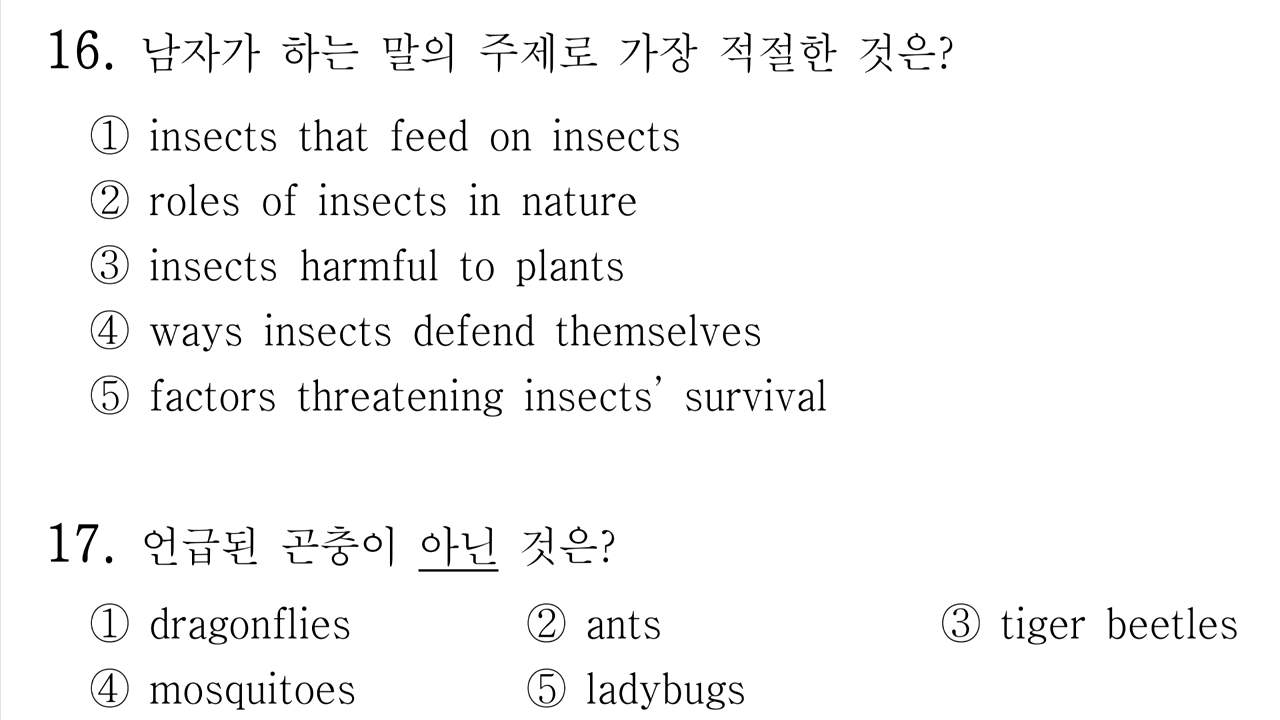 16. 남자가 하는 말의 주제로 가장 적절한 것은?
① insects that feed on insects
② roles of insects in nature
③ insects harmful to plants
④ ways insects defend themselves
⑤ factors threatening insects’ survival
17. 언급된 곤충이 아닌 것은?
① dragonflies ② ants ③ tiger beetles
④ mosquitoes ⑤ ladybugs